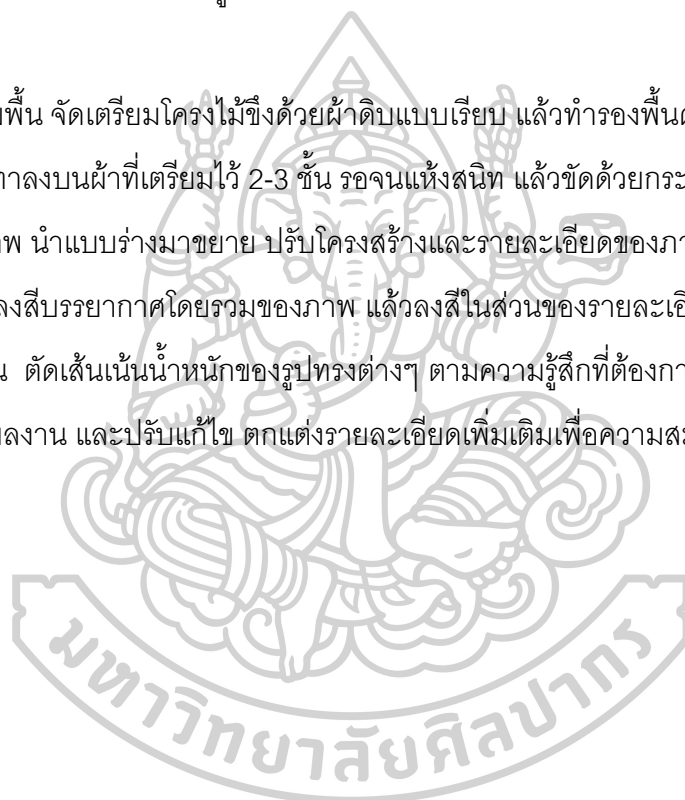 พื้น จัดเตรียมโครงไม้ขึงด้วยผ้าดิบแบบเรียบ แล้วทำรองพื้น
ทาลงบนผ้าที่เตรียมไว้ 2-3 ชั้น รอจนแห้งสนิท แล้วขัดด้วยกระ
พ นำแบบร่างมาขยาย ปรับโครงสร้างและรายละเอียดของภา
ลงสีบรรยากาศโดยรวมของภาพ แล้วลงสีในส่วนของรายละเอี
น ตัดเส้นเน้นน้ำหนักของรูปทรงต่างๆ ตามความรู้สึกที่ต้องกา
ลงาน และปรับแก้ไข ตกแต่งรายละเอียดเพิ่มเติมเพื่อความส
มหาวิทยาลัยศิลปากร